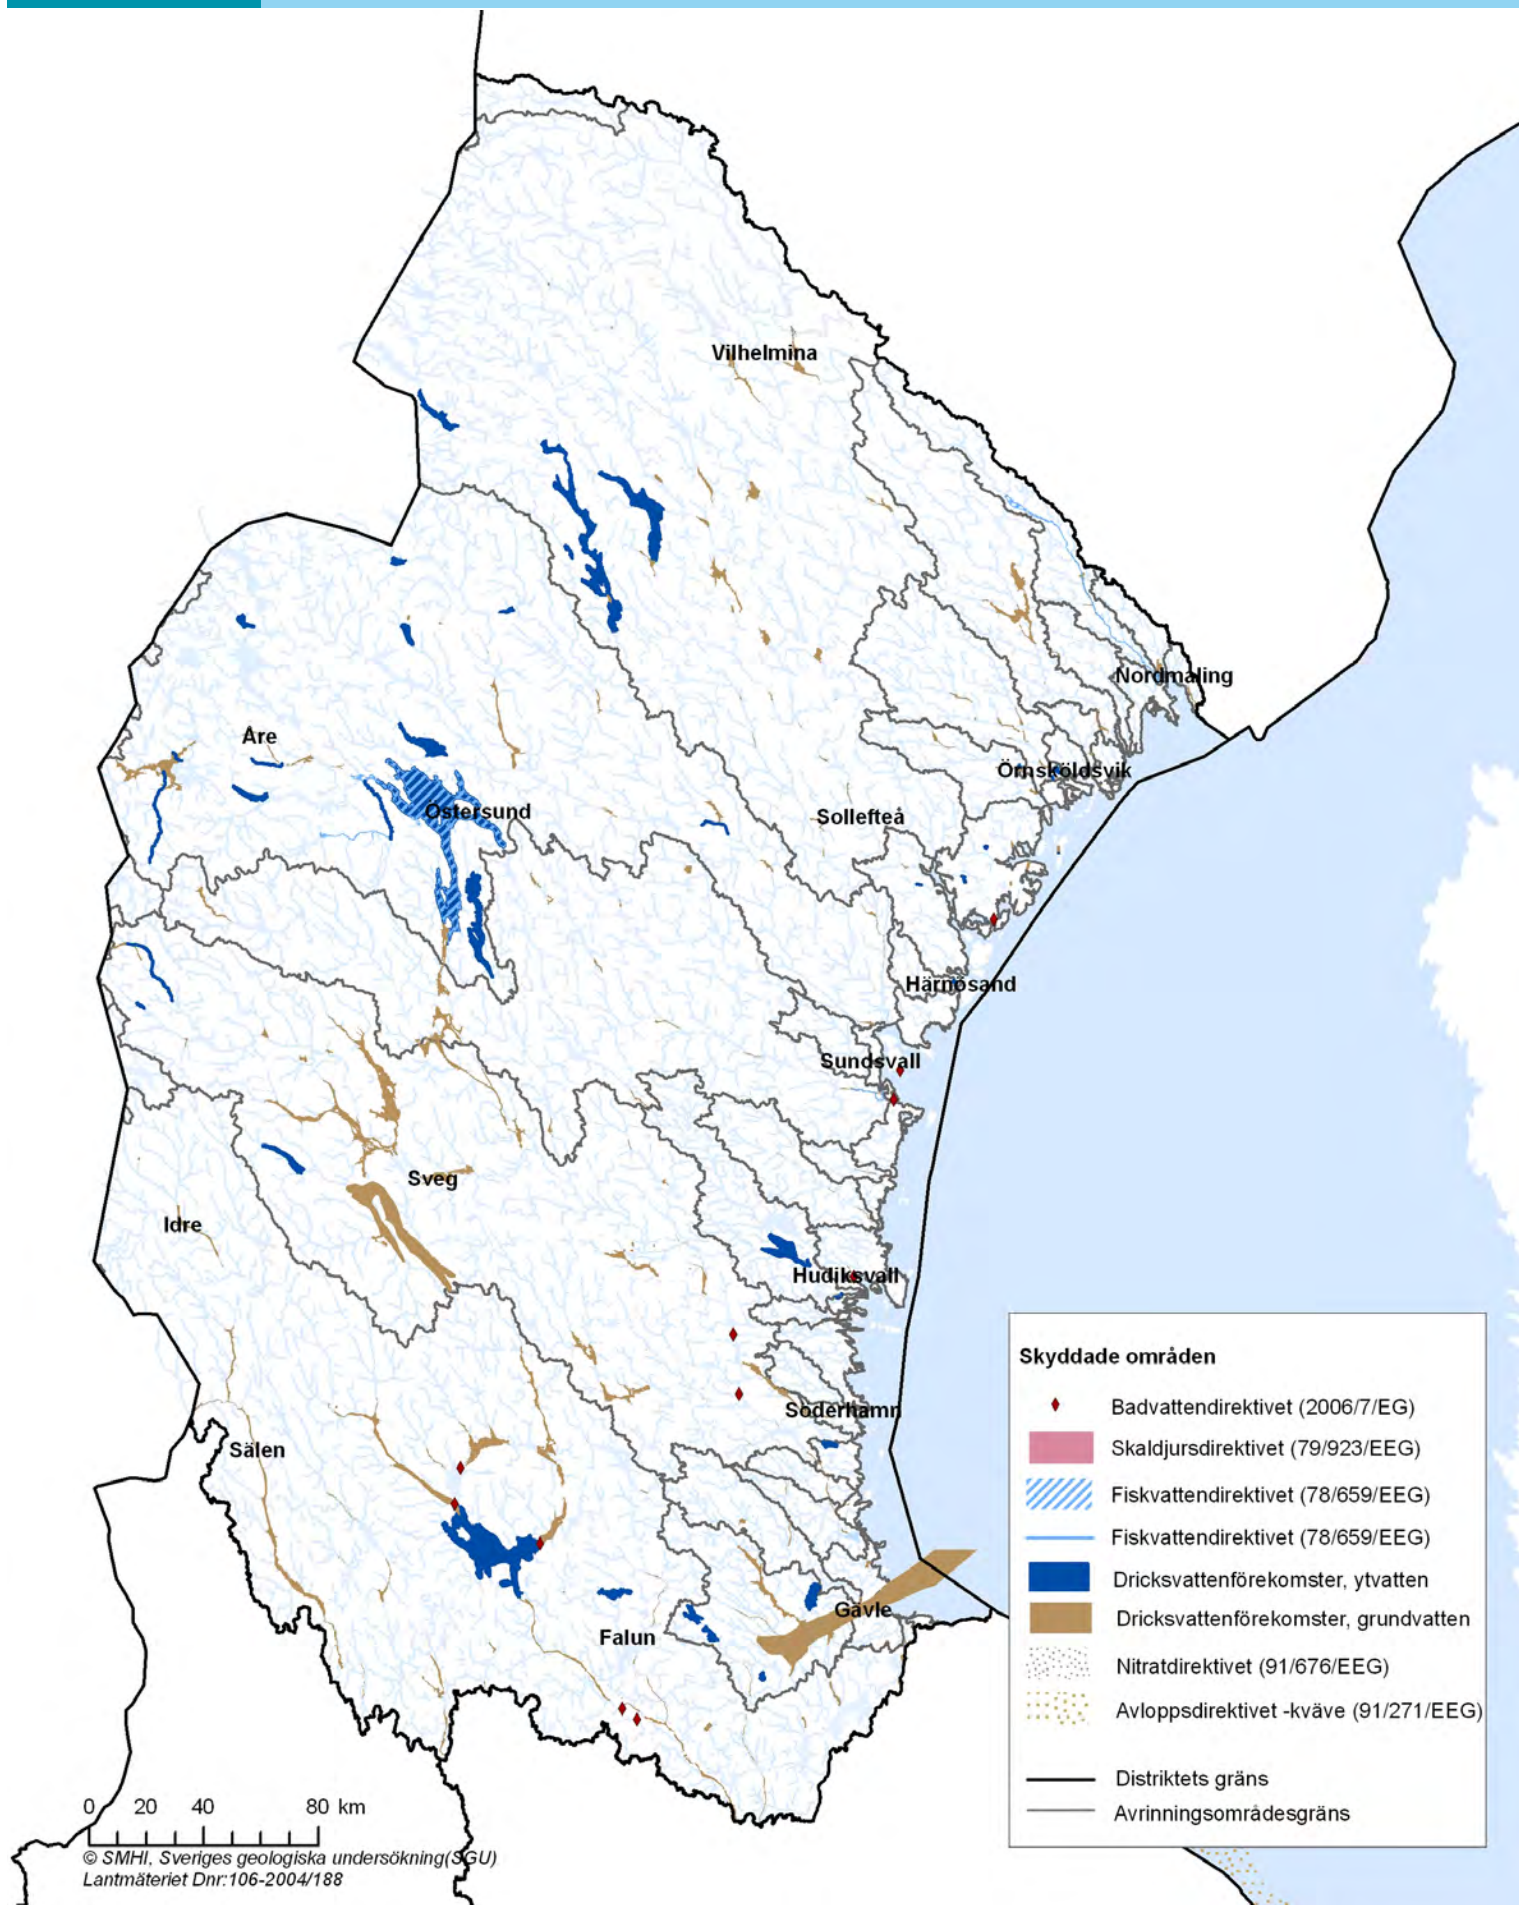 Vilhelmina
Nordmaling
Åre
Örnsköldsvik
Östersund
Sollefteå
Härnösand
Sundsvall
Sveg
Idre
Hudiksvall
Söderhamn
Sälen
Gävle
Falun
Skyddade områden
Badvattendirektivet (2006/7/EG)
Skaldjursdirektivet (79/923/EEG)
Fiskvattendirektivet (78/659/EEG)
Fiskvattendirektivet (78/659/EEG)
Dricksvattenförekomster, ytvatten
Dricksvattenförekomster, grundvatten
Nitratdirektivet (91/676/EEG)
Avloppsdirektivet -kväve (91/271/EEG)
Distriktets gräns
Avrinningsområdesgräns
0 20 40 80 km
© SMHI, Sveriges geologiska undersökning(SGU)
Lantmäteriet Dnr:106-2004/188